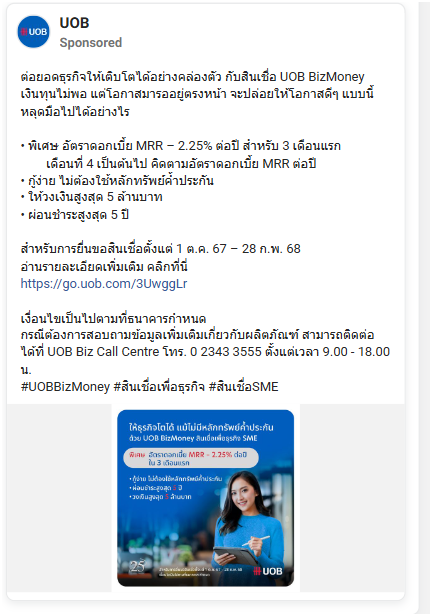 UOB
UOB
Sponsored
ต่อยอดธุรกิจให้เติบโตได้อย่างคล่องตัว กับสินเชื่อ UOB BizMoney
เงินทุนไม่พอ แต่โอกาสมารออยู่ตรงหน้า จะปล่อยให้โอกาสดีๆ แบบนี้
หลุดมือไปได้อย่างไร
• พิเศษ อัตราดอกเบี้ย MRR – 2.25% ต่อปี สำหรับ 3 เดือนแรก
เดือนที่ 4 เป็นต้นไป คิดตามอัตราดอกเบี้ย MRR ต่อปี
• กู้ง่าย ไม่ต้องใช้หลักทรัพย์ค้ำประกัน
• ให้วงเงินสูงสุด 5 ล้านบาท
• ผ่อนชำระสูงสุด 5 ปี
สำหรับการยื่นขอสินเชื่อตั้งแต่ 1 ต.ค. 67 – 28 ก.พ. 68
อ่านรายละเอียดเพิ่มเติม คลิกที่นี่
https://go.uob.com/3UwggLr
เงื่อนไขเป็นไปตามที่ธนาคารกำหนด
กรณีต้องการสอบถามข้อมูลเพิ่มเติมเกี่ยวกับผลิตภัณฑ์ สามารถติดต่อ
ได้ที่ UOB Biz Call Centre โทร. 0 2343 3555 ตั้งแต่เวลา 9.00 - 18.00
น.
#UOBBizMoney #สินเชื่อเพื่อธุรกิจ #สินเชื่อSME
ให้ธุรกิจโตได้ แม้ไม่มีหลักทรัพย์ค้ำประกัน
ด้วย UOB BizMoney สินเชื่อเพื่อธุรกิจ SME
พิเศษ อัตราดอกเบี้ย MRR - 2.25% ต่อปี
ใน 3 เดือนแรก
• กู้ง่าย ไม่ต้องใช้หลักทรัพย์ค้ำประกัน
• ผ่อนชำระสูงสุด 5 ปี
• วงเงินสูงสุด 5 ล้านบาท
25
UOB